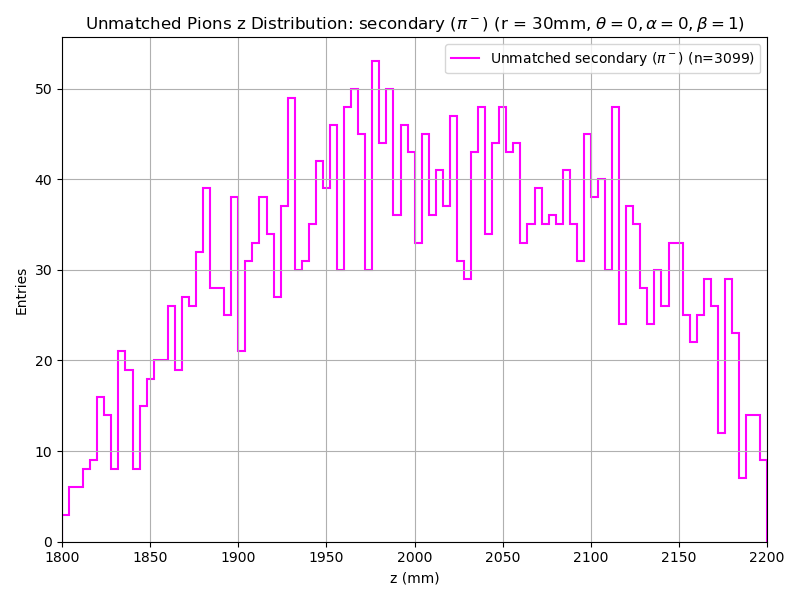 Unmatched Pions z Distribution: secondary (π⁻) (r = 30mm, θ = 0, α = 0, β = 1)
Unmatched secondary (π⁻) (n=3099)
Entries
50
40
30
20
10
0
1800 1850 1900 1950 2000 2050 2100 2150 2200
z (mm)